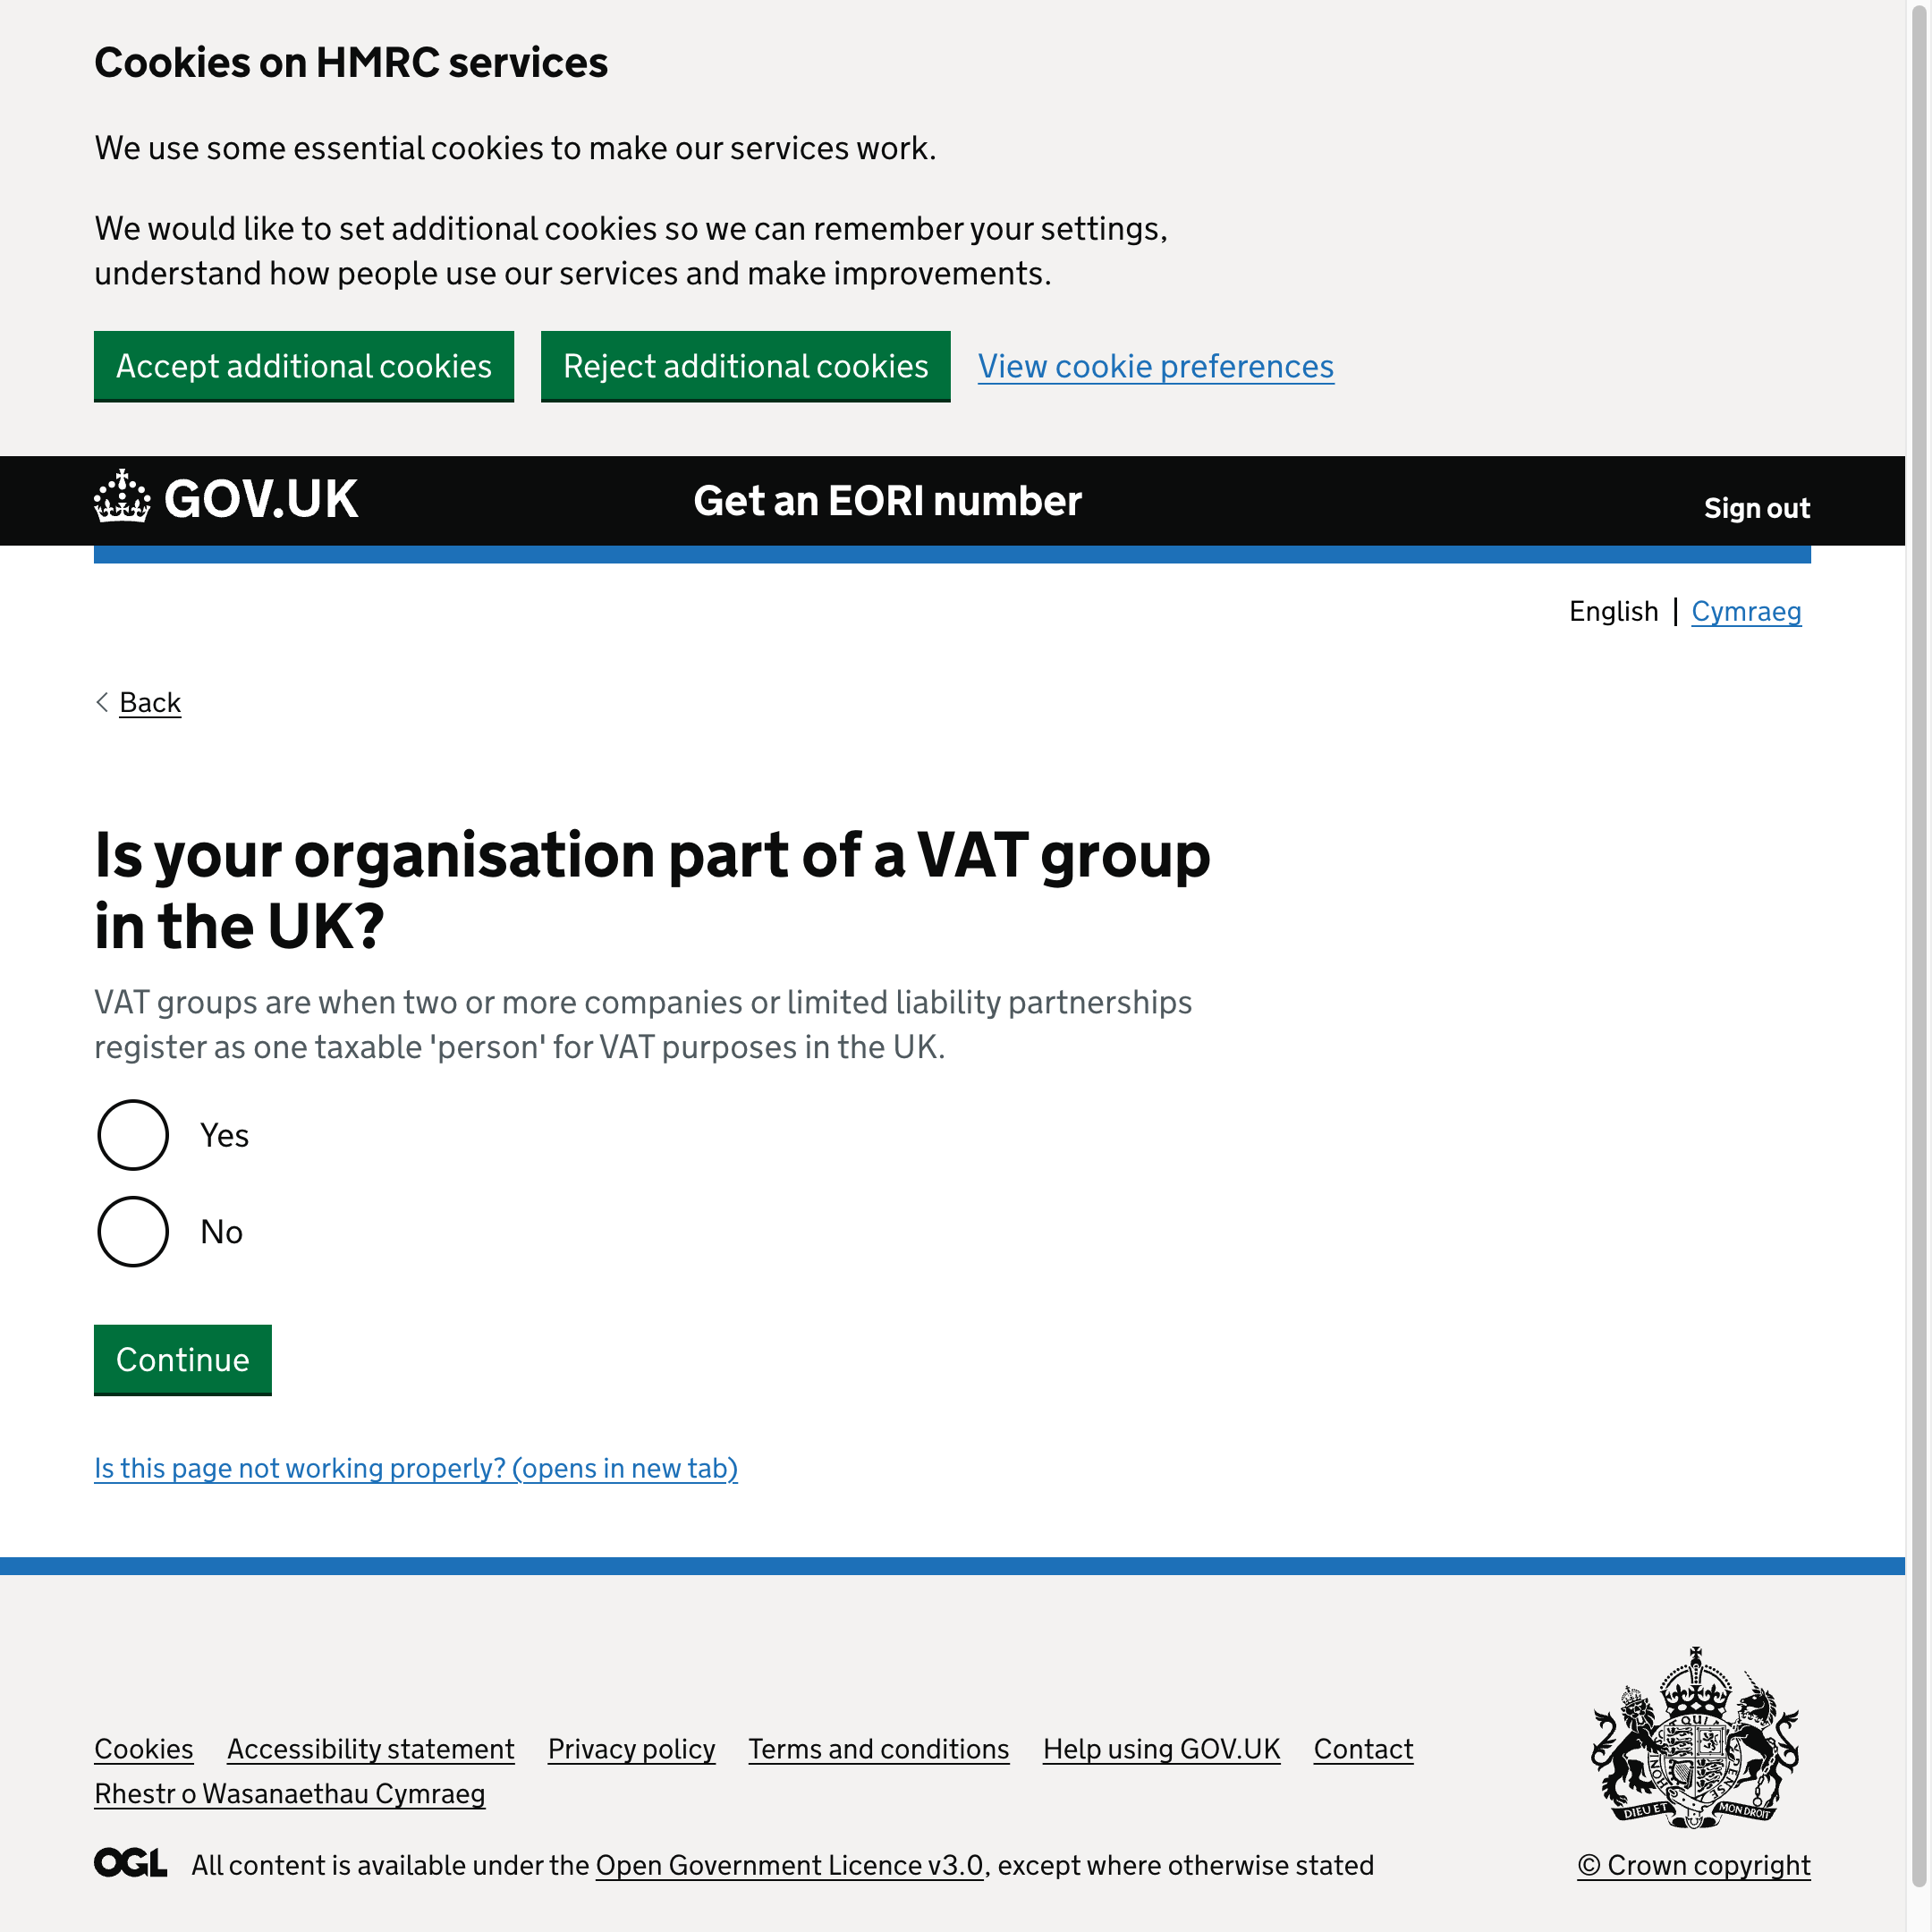 Cookies on HMRC services
We use some essential cookies to make our services work.
We would like to set additional cookies so we can remember your settings,
understand how people use our services and make improvements.
Accept additional cookies
Reject additional cookies
View cookie preferences
GOV.UK
Get an EORI number
Sign out
English
Cymraeg
Back
Is your organisation part of a VAT group
in the UK?
VAT groups are when two or more companies or limited liability partnerships
register as one taxable 'person' for VAT purposes in the UK.
Yes
No
Continue
Is this page not working properly? (opens in new tab)
Cookies
Accessibility statement
Privacy policy
Terms and conditions
Help using GOV.UK
Contact
Rhestr o Wasanaethau Cymraeg
DIEU ET MON DROIT
OGL
All content is available under the Open Government Licence v3.0, except where otherwise stated
© Crown copyright